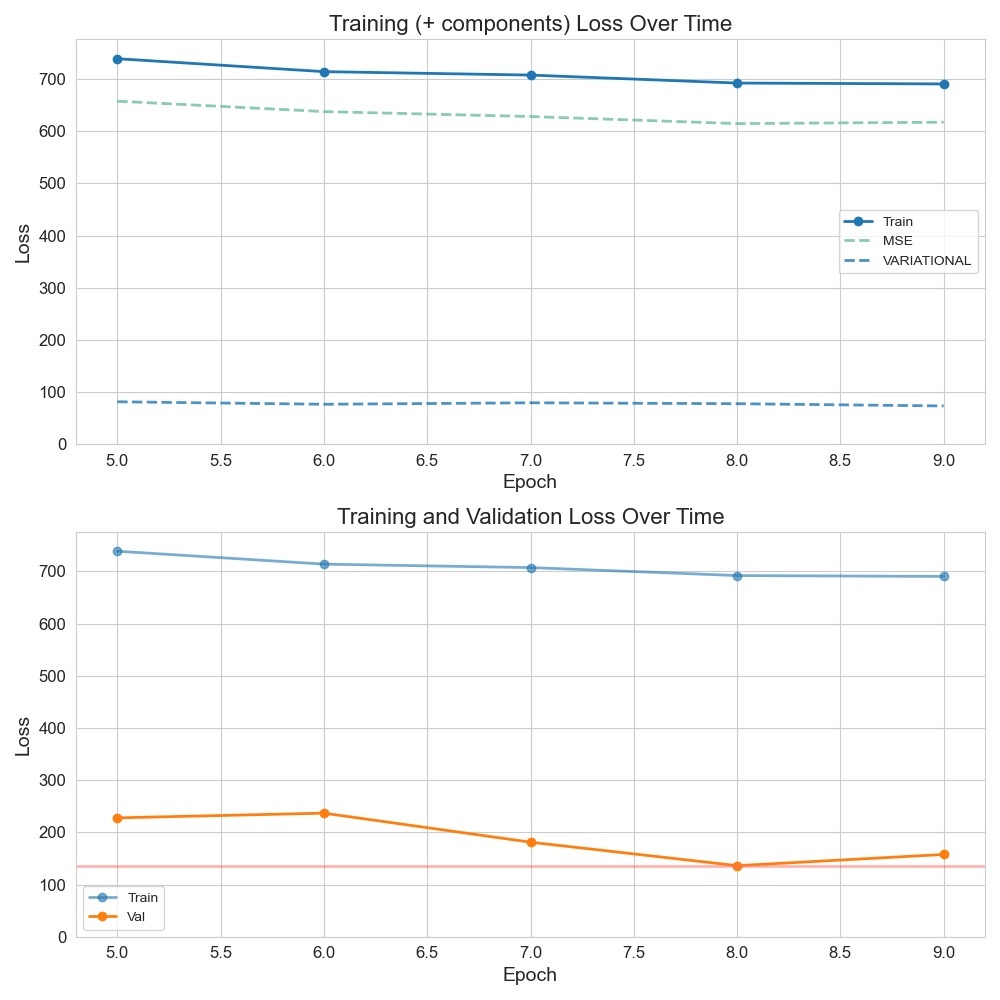 Training (+ components) Loss Over Time
Loss
700
600
500
400
300
200
100
0
Train
MSE
VARIATIONAL
5.0 5.5 6.0 6.5 7.0 7.5 8.0 8.5 9.0
Epoch
Training and Validation Loss Over Time
Loss
700
600
500
400
300
200
100
0
Train
Val
5.0 5.5 6.0 6.5 7.0 7.5 8.0 8.5 9.0
Epoch